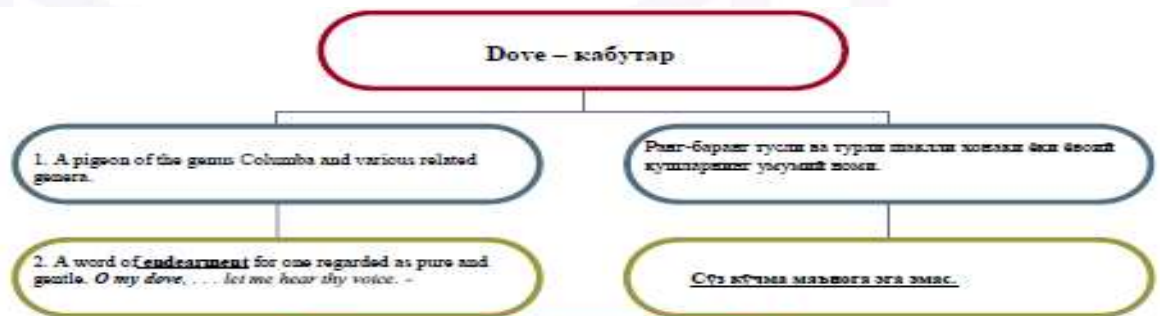 Dove – кабутар
1. A pigeon of the genus Columba and various related
genera.
Ранг-баранг тусли ва турли шаклли хонаки ёки ёввойи
қушларнинг умумий номи.
2. A word of endearment for one regarded as pure and
gentle. O my dove, . . . let me hear thy voice. -
Сўз кўчма маънога эга эмас.